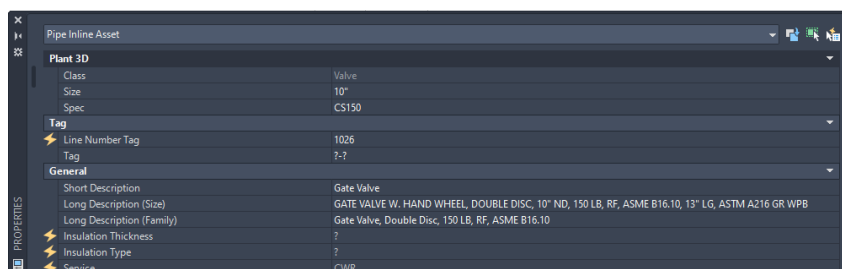 Pipe Inline Asset
Plant 3D
Class Valve
Size 10"
Spec CS150
Tag
Line Number Tag 1026
Tag ?-?
General
Short Description Gate Valve
Long Description (Size) GATE VALVE W. HAND WHEEL, DOUBLE DISC, 10" ND, 150 LB, RF, ASME B16.10, 13" LG, ASTM A216 GR WPB
Long Description (Family) Gate Valve, Double Disc, 150 LB, RF, ASME B16.10
Insulation Thickness ?
Insulation Type ?
Service CWR
PROPERTIES